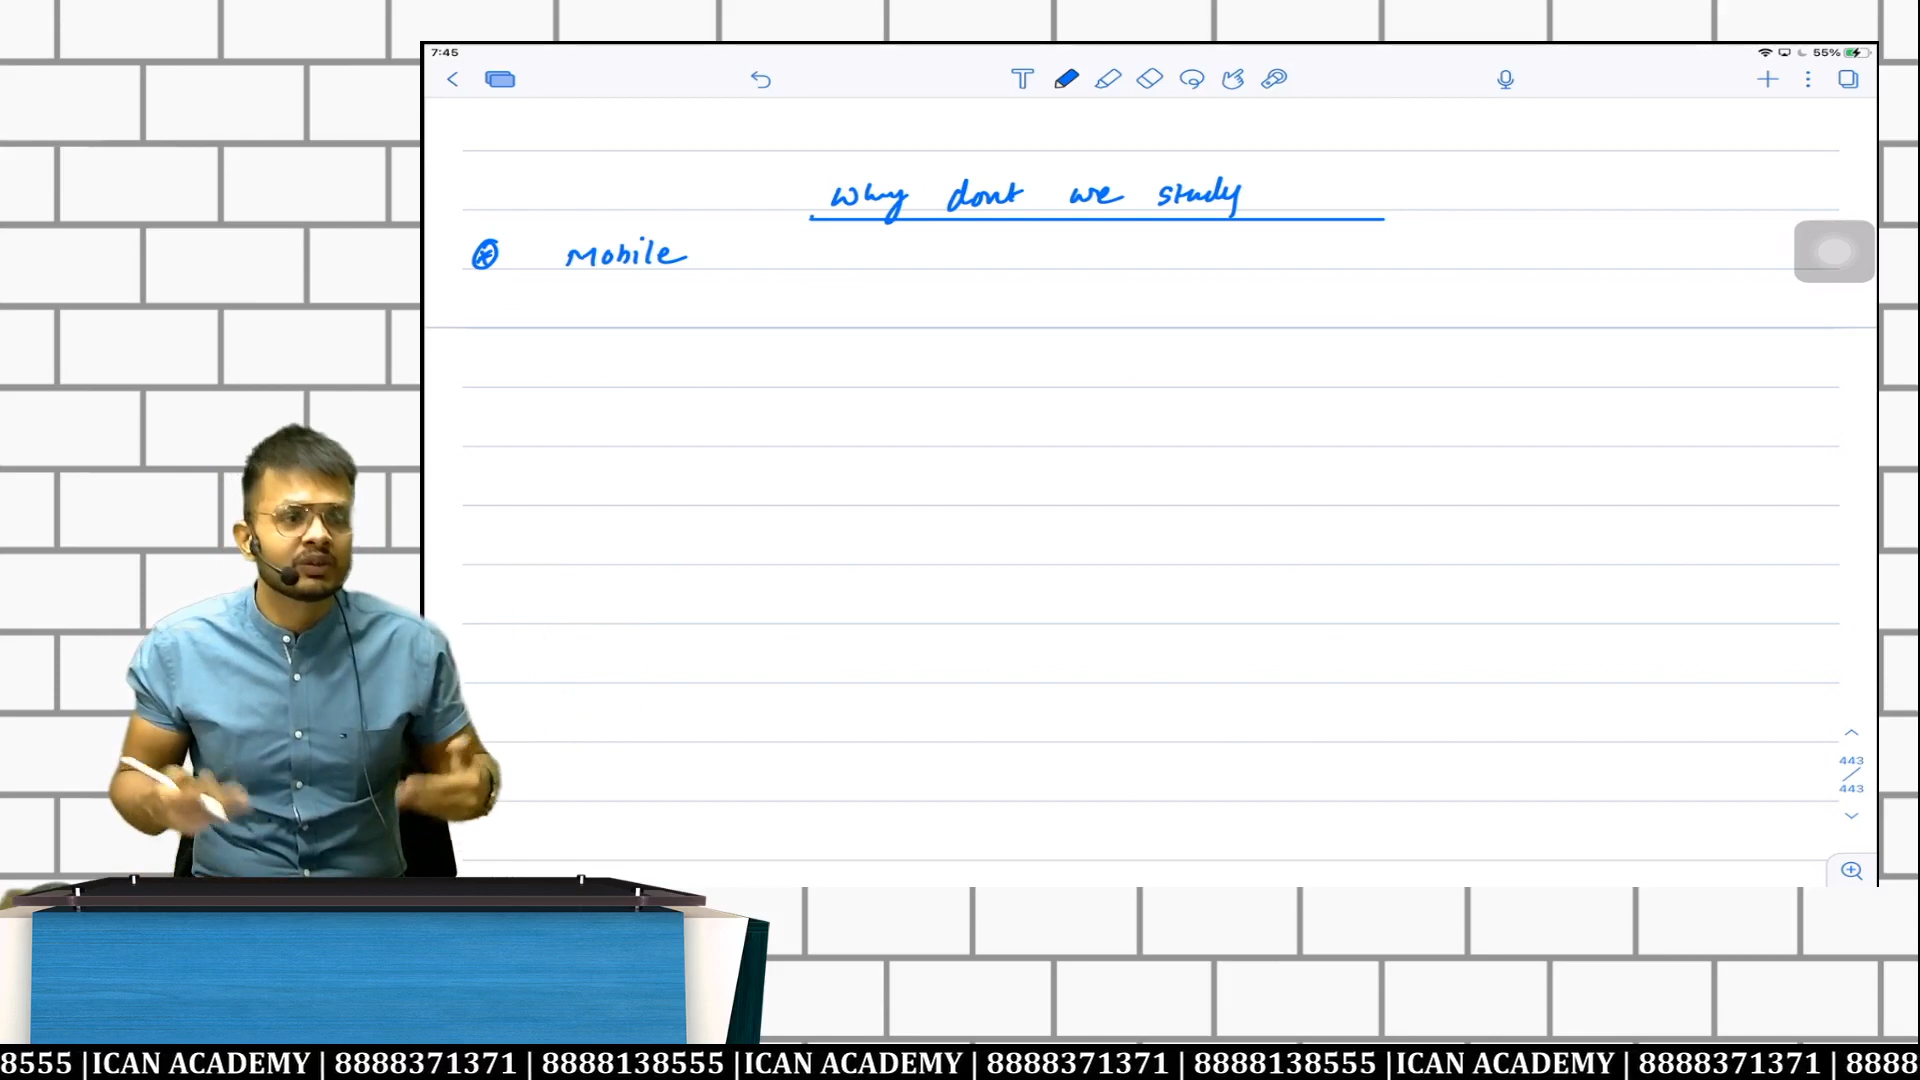 7:45
55%
T
Why dont we study
Mobile
443
443
8555 |ICAN ACADEMY | 8888371371 | 8888138555 |ICAN ACADEMY | 8888371371 | 8888138555 |ICAN ACADEMY | 8888371371 | 8888